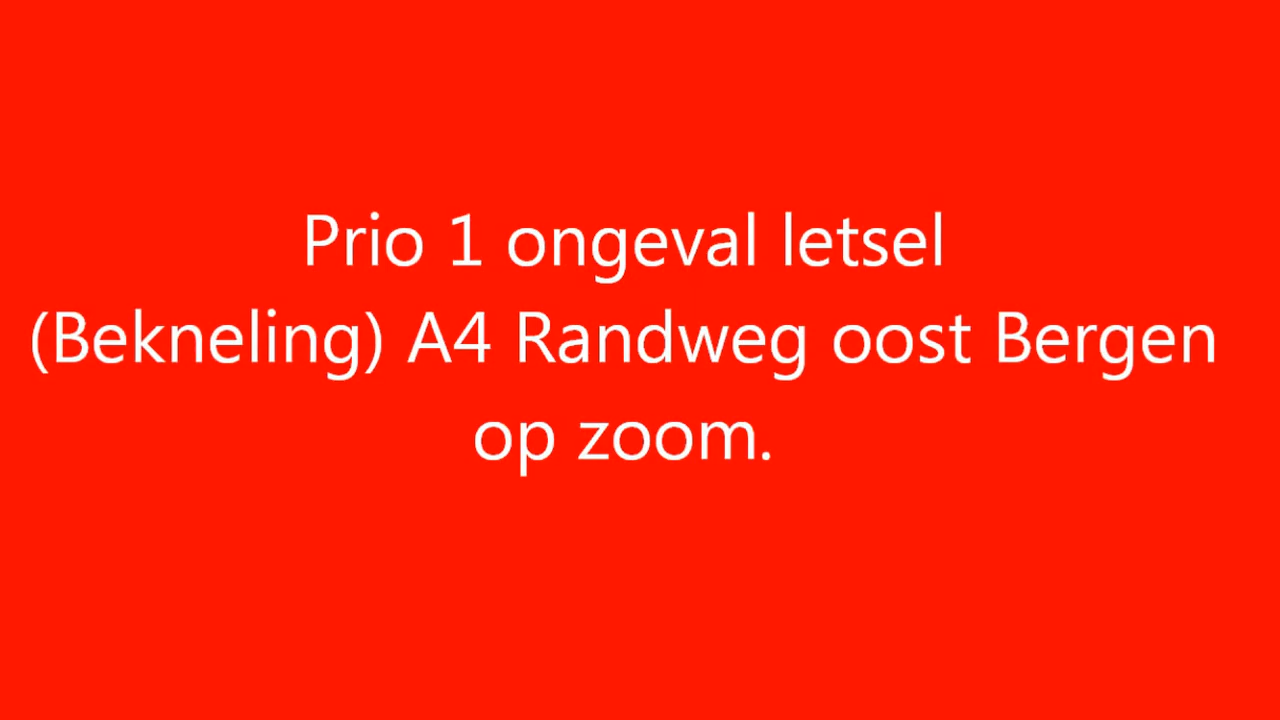 Prio 1 ongeval letsel
(Bekneling) A4 Randweg oost Bergen
op zoom.